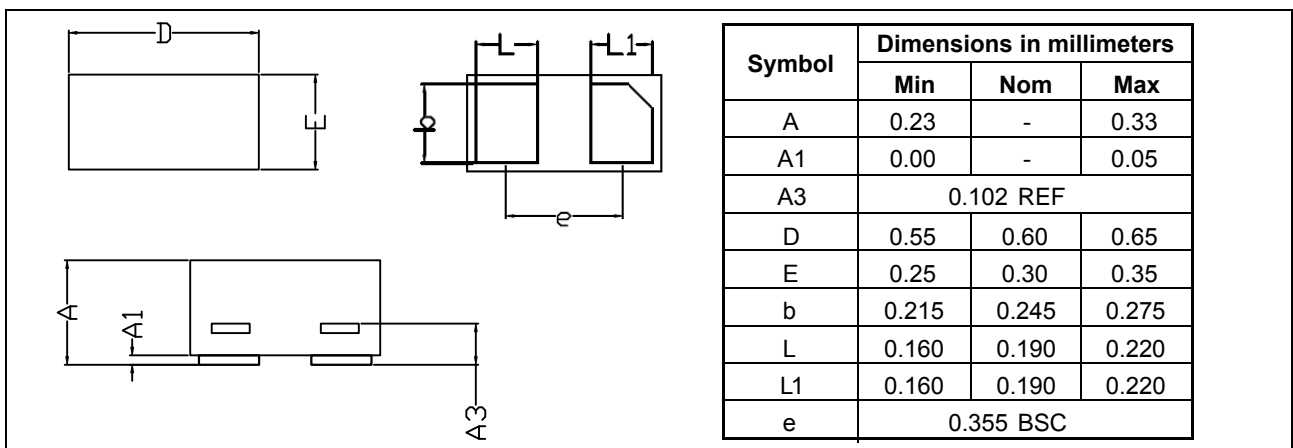 D
E
L
L1
b
e
A
A1
A3
Symbol Dimensions in millimeters
Min Nom Max
A 0.23 - 0.33
A1 0.00 - 0.05
A3 0.102 REF
D 0.55 0.60 0.65
E 0.25 0.30 0.35
b 0.215 0.245 0.275
L 0.160 0.190 0.220
L1 0.160 0.190 0.220
e 0.355 BSC